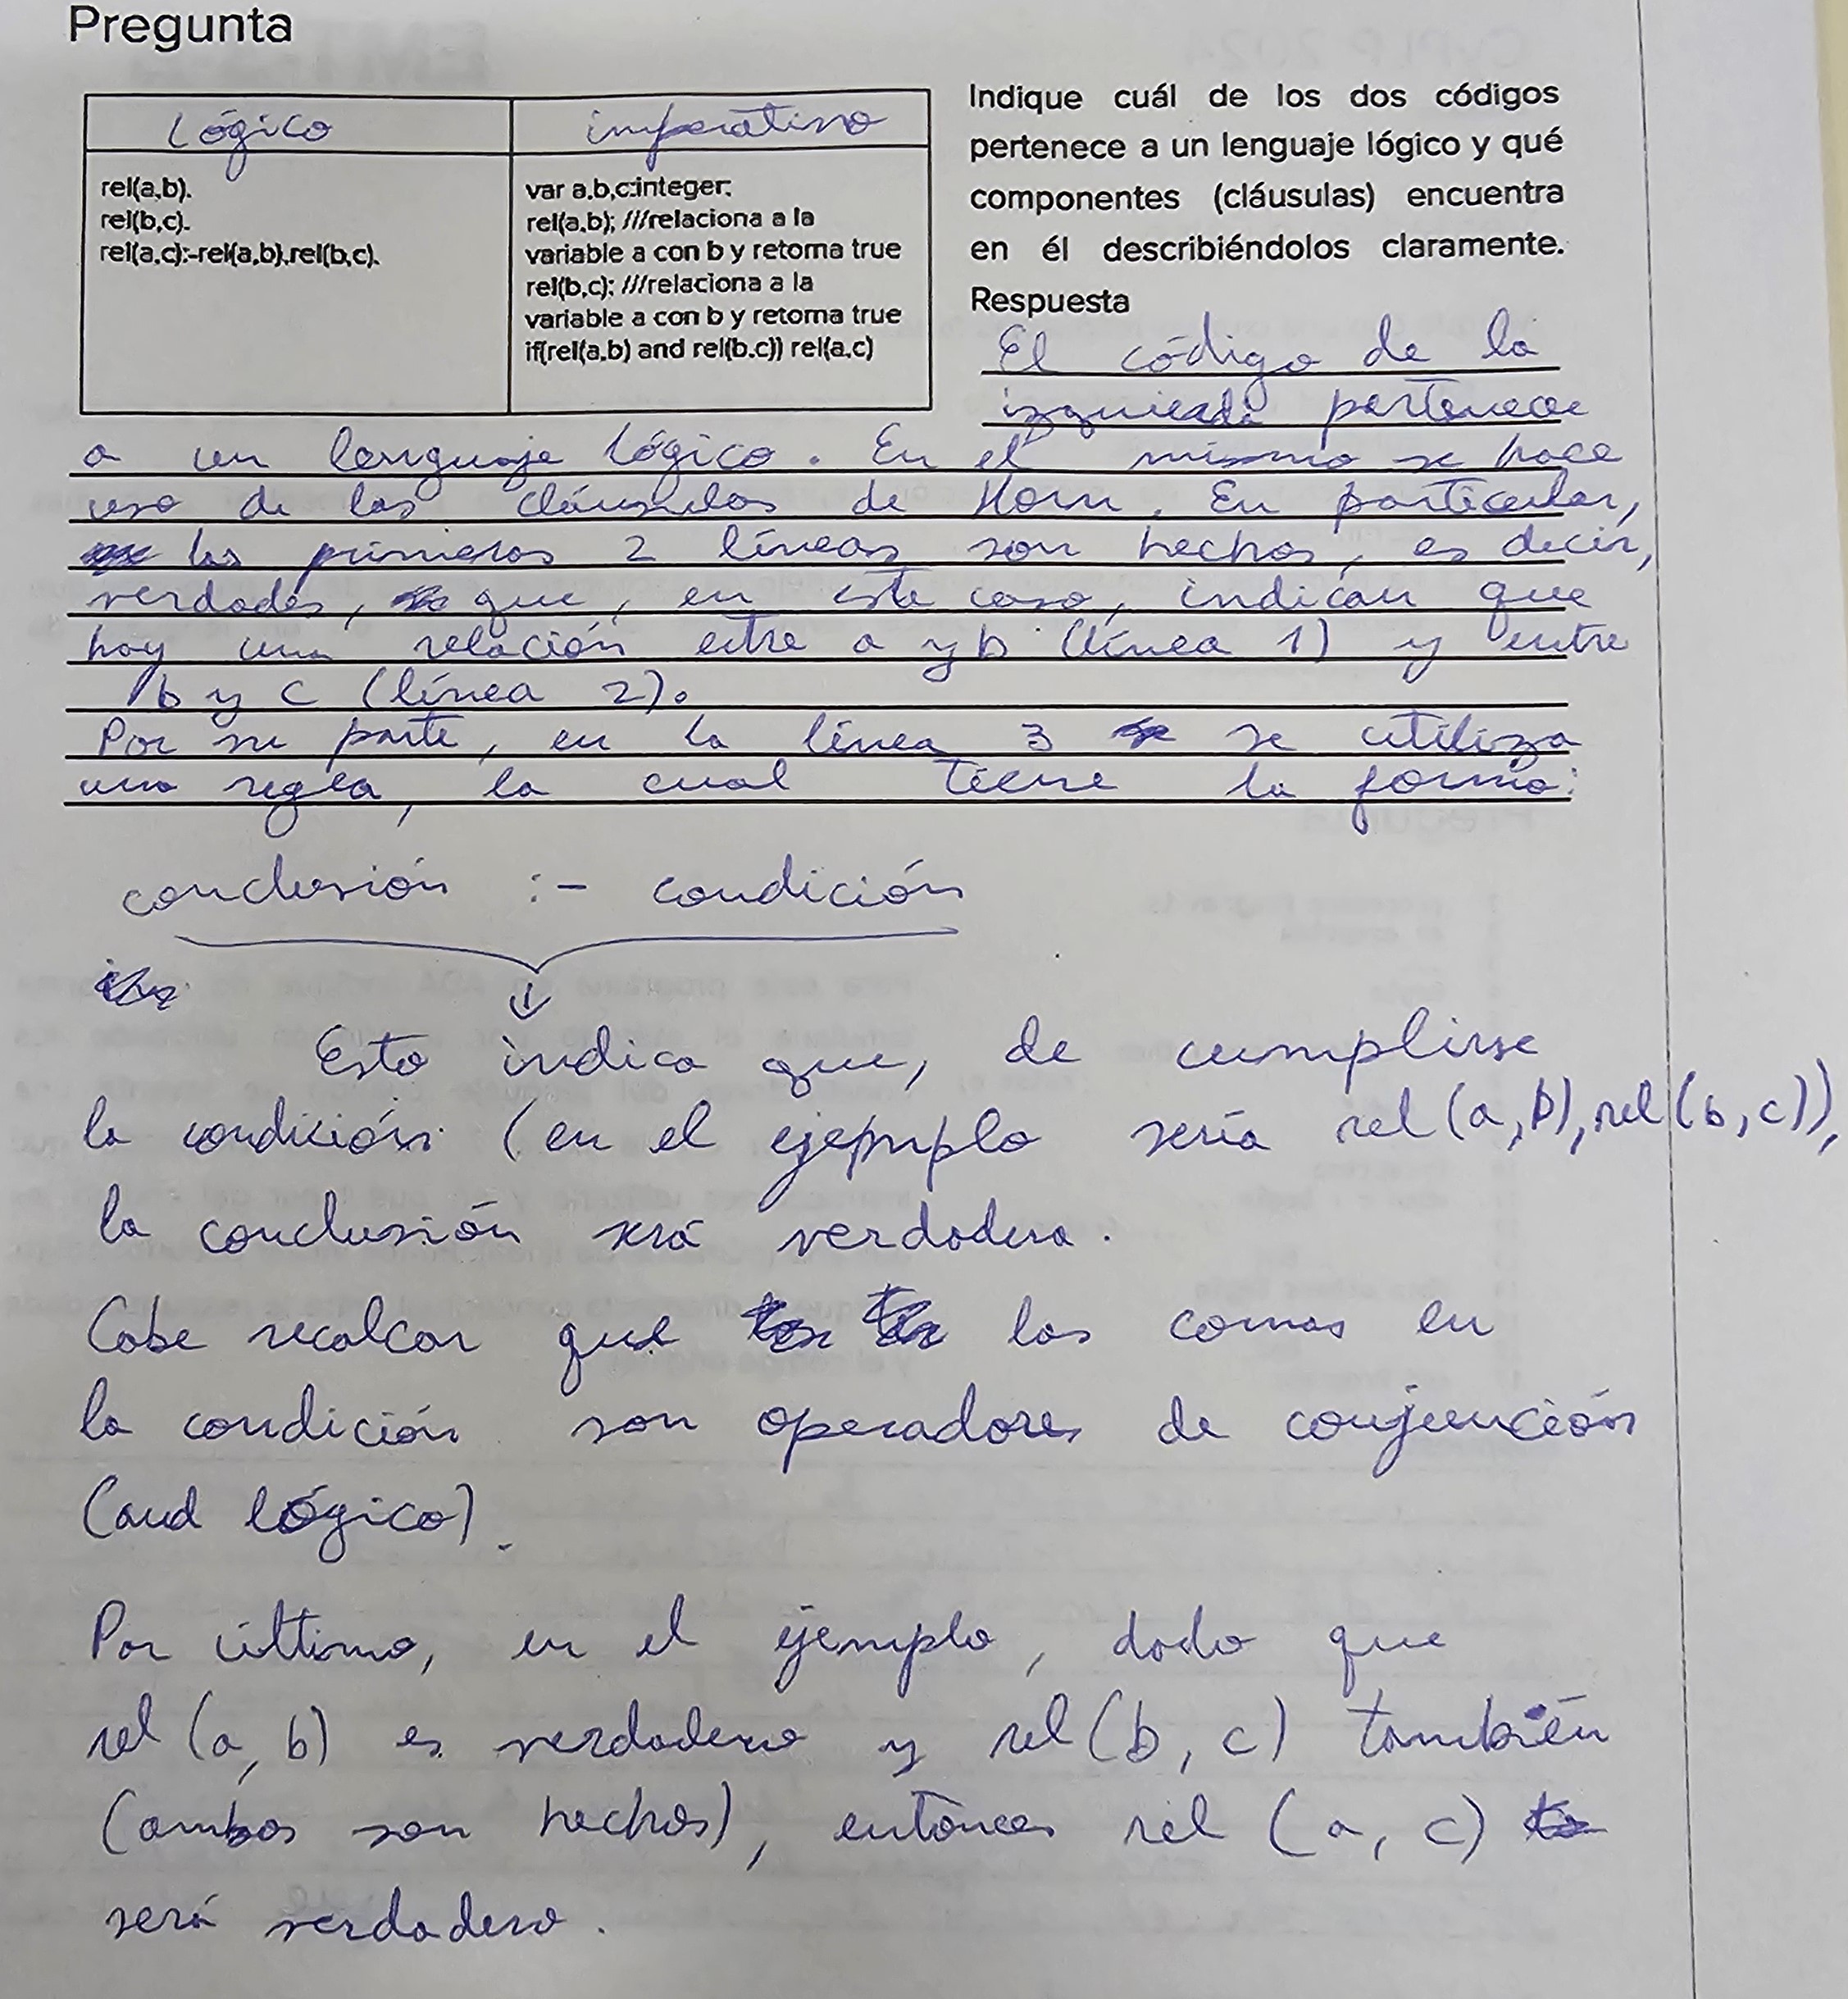 Pregunta
Lógico
imperativo
rel(a,b).
rel(b,c).
rel(a,c):-rel(a,b),rel(b,c).
var a,b,c:integer;
rel(a,b); ///relaciona a la
variable a con b y retorna true
rel(b,c); ///relaciona a la
variable a con b y retorna true
if(rel(a,b) and rel(b,c)) rel(a,c)
Indique cuál de los dos códigos
pertenece a un lenguaje lógico y qué
componentes (cláusulas) encuentra
en él describiéndolos claramente.
Respuesta
El código de la
izquierda pertenece
a un lenguaje lógico. En el mismo se hace
uso de las cláusulas de Horn. En particular,
las primeras 2 líneas son hechos, es decir,
verdades, que, en este caso, indican que
hay una relación entre a y b (línea 1) y entre
b y c (línea 2).
Por su parte, en la línea 3 se utiliza
una regla, la cual tiene la forma:
conclusión :- condición
Esto indica que, de cumplirse
la condición (en el ejemplo sería rel(a,b),rel(b,c)),
la conclusión será verdadera.
Cabe recalcar que las comas en
la condición son operadores de conjunción
(and lógico).
Por último, en el ejemplo, dado que
rel (a, b) es verdadero y rel (b, c) también
(ambos son hechos), entonces rel (a, c)
será verdadero.